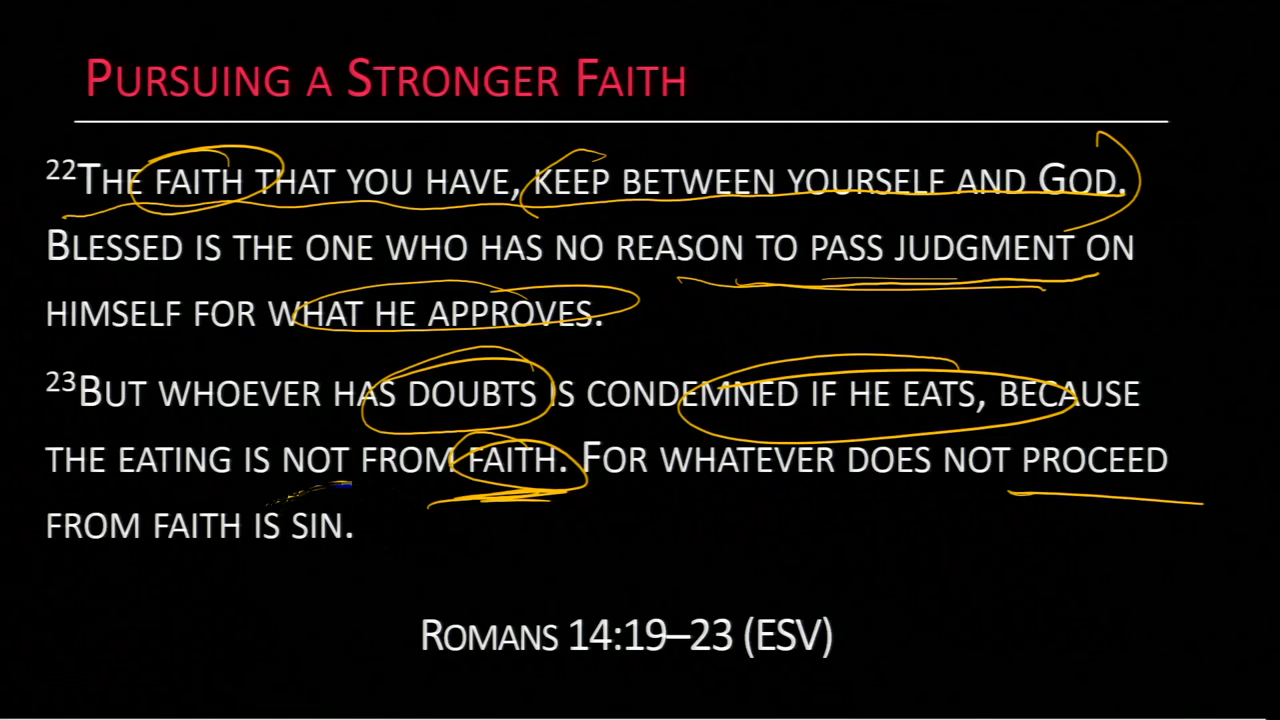 PURSUING A STRONGER FAITH
22THE FAITH THAT YOU HAVE, KEEP BETWEEN YOURSELF AND GOD.
BLESSED IS THE ONE WHO HAS NO REASON TO PASS JUDGMENT ON
HIMSELF FOR WHAT HE APPROVES.
23BUT WHOEVER HAS DOUBTS IS CONDEMNED IF HE EATS, BECAUSE
THE EATING IS NOT FROM FAITH. FOR WHATEVER DOES NOT PROCEED
FROM FAITH IS SIN.
ROMANS 14:19–23 (ESV)